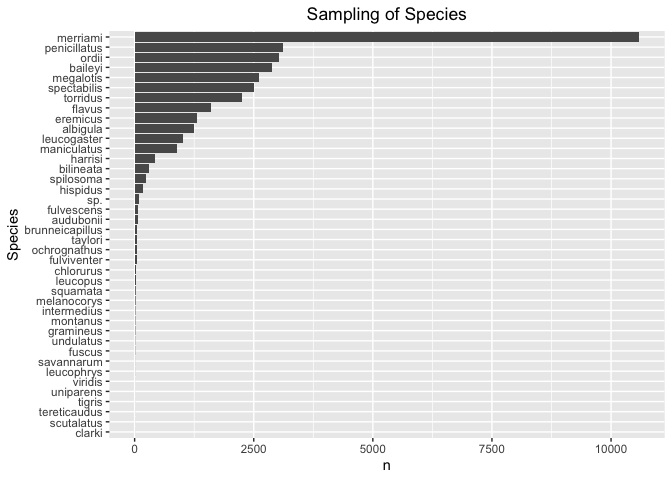 Sampling of Species
merriami
penicillatus
ordii
baileyi
megalotis
spectabilis
torridus
flavus
eremicus
albigula
leucogaster
maniculatus
harrisi
bilineata
spilosoma
hispidus
sp.
fulvescens
audubonii
brunneicapillus
taylori
ochrognathus
fulviventer
chlorurus
leucopus
squamata
melanocorys
intermedius
montanus
gramineus
undulatus
fuscus
savannarum
leucophrys
viridis
uniparens
tigris
tereticaudus
scutalatus
clarki
Species
0 2500 5000 7500 10000
n